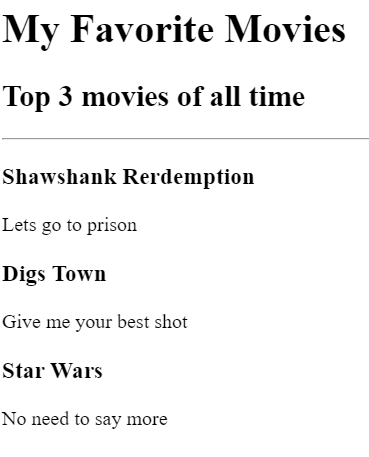 My Favorite Movies
Top 3 movies of all time
Shawshank Rerdemption
Lets go to prison
Digs Town
Give me your best shot
Star Wars
No need to say more